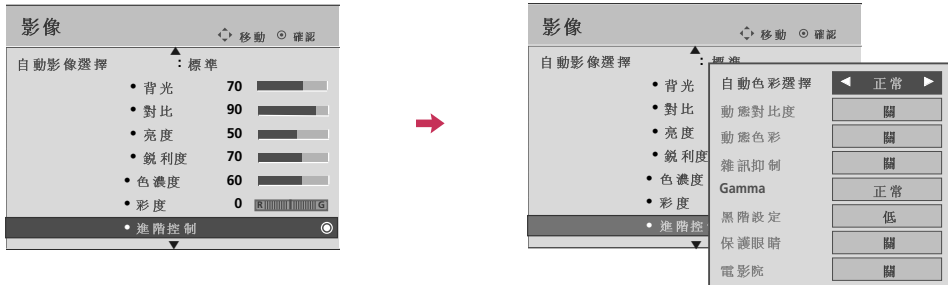 影像
移動 確認
自動影像選擇 : 標準
• 背光 70
• 對比 90
• 亮度 50
• 銳利度 70
• 色濃度 60
• 彩度 0 R G
• 進階控制
影像
移動 確認
自動影像選擇 : 標準
• 背光
• 對比
• 亮度
• 銳利度
• 色濃度
• 彩度
• 進階控
自動色彩選擇 正常
動態對比度 關
動態色彩 關
雜訊抑制 關
Gamma 正常
黑階設定 低
保護眼睛 關
電影院 關